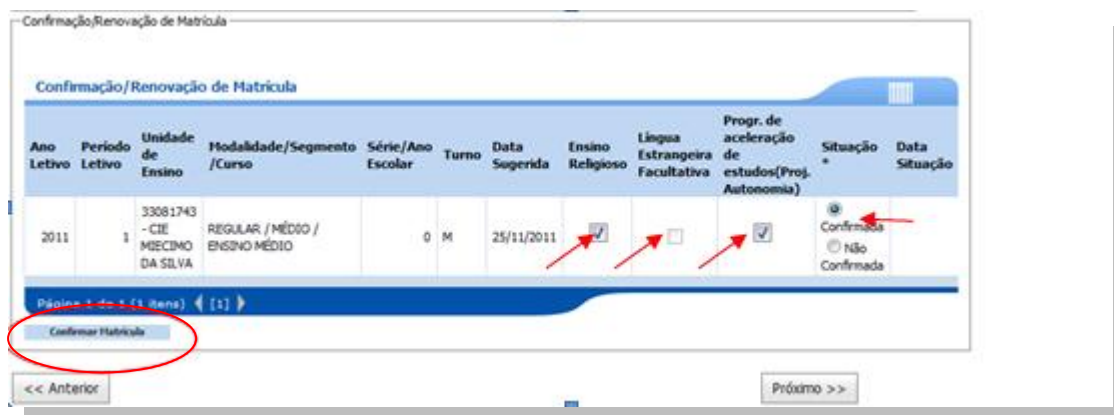 Confirmação/Renovação de Matrícula
Confirmação/Renovação de Matrícula
Ano Letivo
Período Letivo
Unidade de Ensino
Modalidade/Segmento /Curso
Série/Ano Escolar
Turno
Data Sugerida
Ensino Religioso
Lingua Estrangeira Facultativa
Progr. de aceleração de estudos(Proj. Autonomia)
Situação *
Data Situação
2011
1
33081743 - CIE MIECIMO DA SILVA
REGULAR / MÉDIO / ENSINO MÉDIO
0
M
25/11/2011
Confirmada
Não Confirmada
Página 1 de 1 (1 itens) [1]
Confirmar Matrícula
<< Anterior
Próximo >>